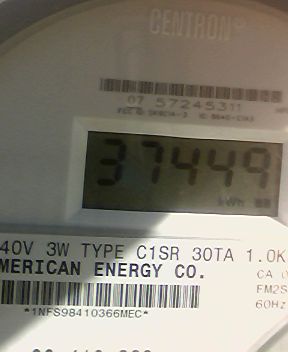 CENTRON®
07 57245311
37449
kWh
40V 3W TYPE C1SR 30TA 1.0K
MERICAN ENERGY CO.
CA 0
FM2S
60Hz
*1NFS98410366MEC*